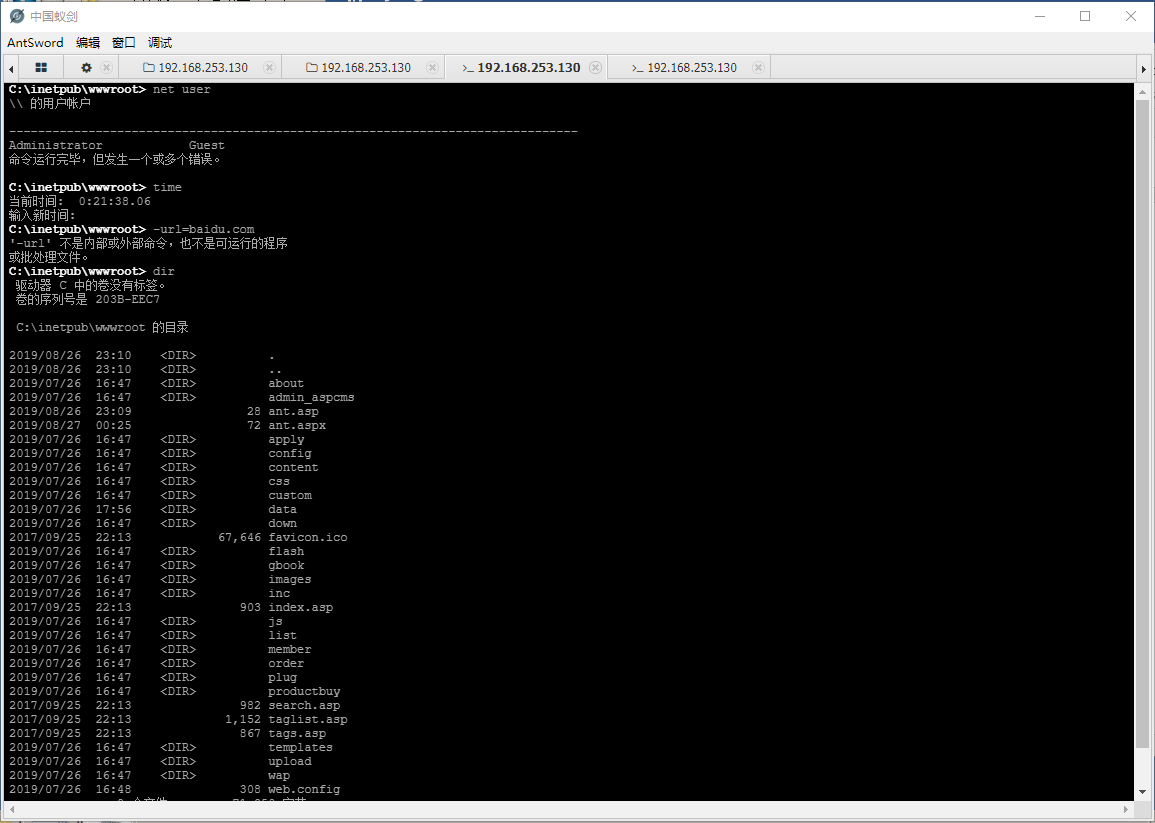 中国蚁剑
AntSword 编辑 窗口 调试
192.168.253.130 192.168.253.130 >_ 192.168.253.130 >_ 192.168.253.130
C:\inetpub\wwwroot> net user
\\ 的用户帐户
-------------------------------------------------------------------------------
Administrator            Guest
命令运行完毕，但发生一个或多个错误。
C:\inetpub\wwwroot> time
当前时间:  0:21:38.06
输入新时间:
C:\inetpub\wwwroot> -url=baidu.com
'-url' 不是内部或外部命令，也不是可运行的程序
或批处理文件。
C:\inetpub\wwwroot> dir
驱动器 C 中的卷没有标签。
卷的序列号是 203B-EEC7
C:\inetpub\wwwroot 的目录
2019/08/26  23:10    <DIR>          .
2019/08/26  23:10    <DIR>          ..
2019/07/26  16:47    <DIR>          about
2019/07/26  16:47    <DIR>          admin_aspcms
2019/08/26  23:09                28 ant.asp
2019/08/27  00:25                72 ant.aspx
2019/07/26  16:47    <DIR>          apply
2019/07/26  16:47    <DIR>          config
2019/07/26  16:47    <DIR>          content
2019/07/26  16:47    <DIR>          css
2019/07/26  16:47    <DIR>          custom
2019/07/26  17:56    <DIR>          data
2019/07/26  16:47    <DIR>          down
2017/09/25  22:13            67,646 favicon.ico
2019/07/26  16:47    <DIR>          flash
2019/07/26  16:47    <DIR>          gbook
2019/07/26  16:47    <DIR>          images
2019/07/26  16:47    <DIR>          inc
2017/09/25  22:13               903 index.asp
2019/07/26  16:47    <DIR>          js
2019/07/26  16:47    <DIR>          list
2019/07/26  16:47    <DIR>          member
2019/07/26  16:47    <DIR>          order
2019/07/26  16:47    <DIR>          plug
2019/07/26  16:47    <DIR>          productbuy
2017/09/25  22:13               982 search.asp
2017/09/25  22:13             1,152 taglist.asp
2017/09/25  22:13               867 tags.asp
2019/07/26  16:47    <DIR>          templates
2019/07/26  16:47    <DIR>          upload
2019/07/26  16:47    <DIR>          wap
2019/07/26  16:48               308 web.config